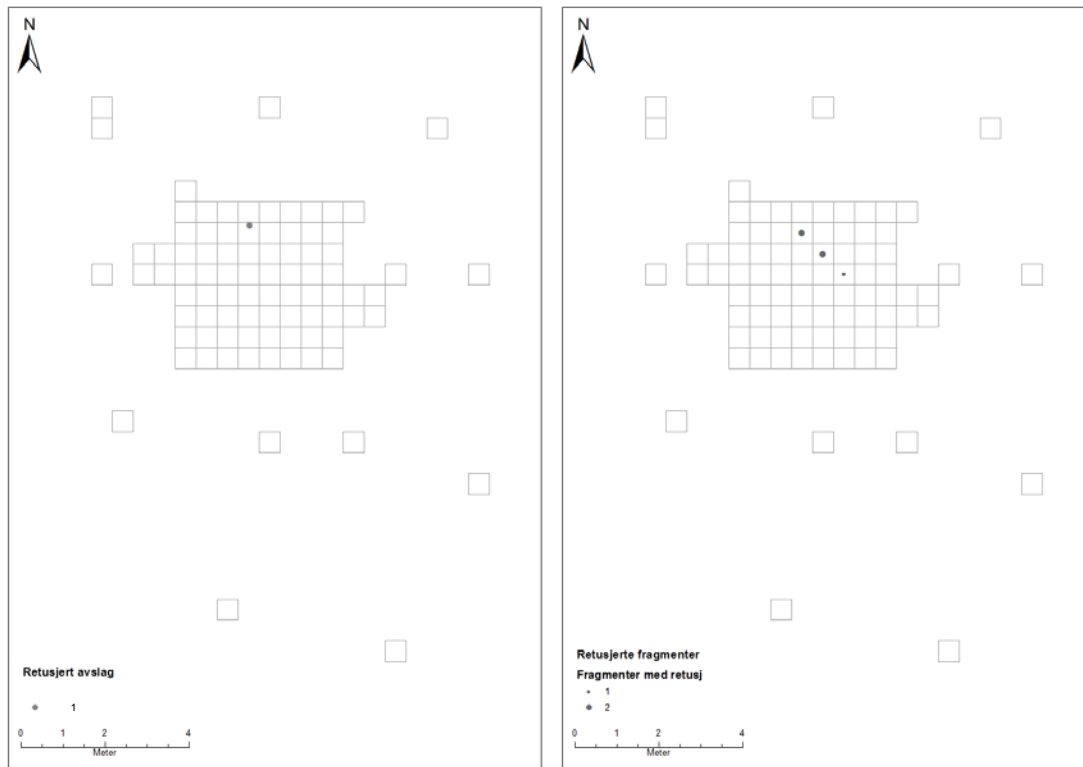 N
Retusjert avslag
1
0 1 2 4
Meter
N
Retusjerte fragmenter
Fragmenter med retusj
1
2
0 1 2 4
Meter